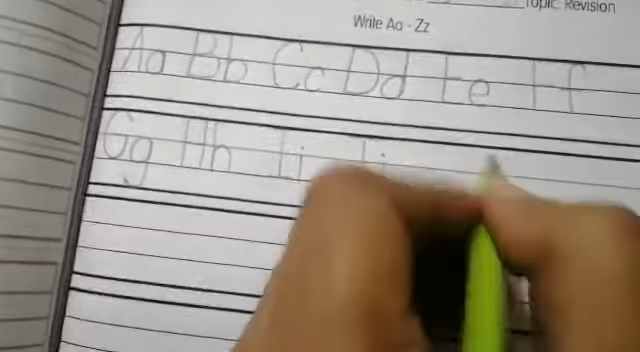 Topic: Revision
Write Aa - Zz
Aa Bb Cc Dd Ee Ff
Gg Hh Ii